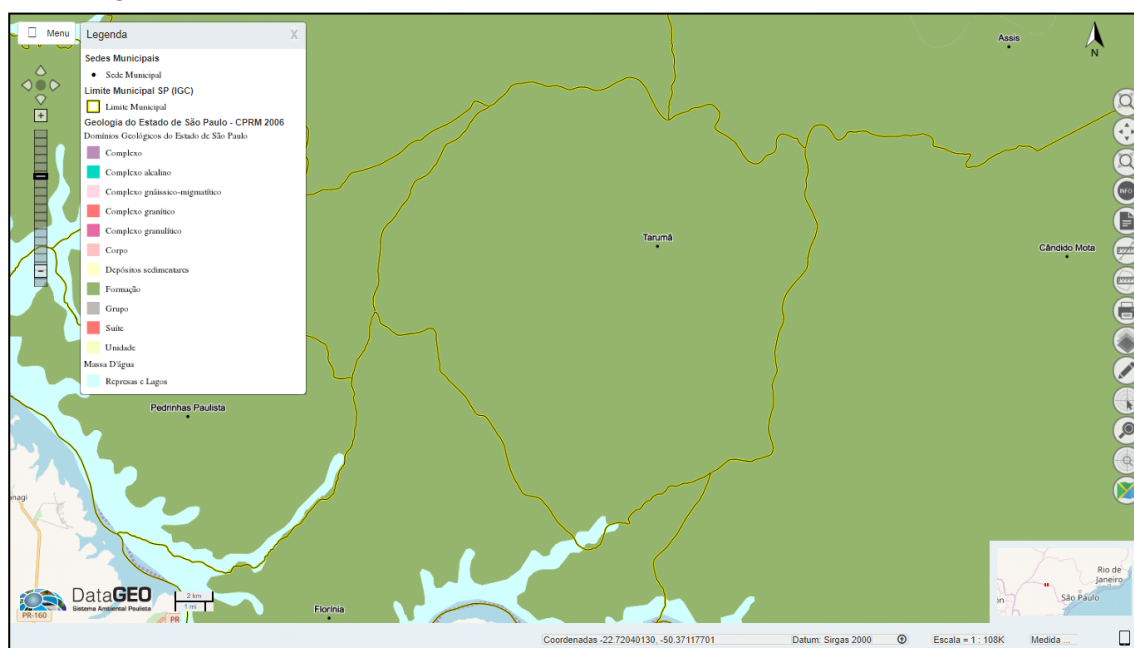 Menu
Legenda
X
Sedes Municipais
Sede Municipal
Limite Municipal SP (IGC)
Limite Municipal
Geologia do Estado de São Paulo - CPRM 2006
Domínios Geológicos do Estado de São Paulo
Complexo
Complexo alcalino
Complexo gnáissico-migmatítico
Complexo granítico
Complexo granulítico
Corpo
Depósitos sedimentares
Formação
Grupo
Suíte
Unidade
Massa D'água
Represas e Lagos
Assis
N
Tarumã
Cândido Mota
INFO
Pedrinhas Paulista
anagi
Florínia
DataGEO
Sistema Ambiental Paulista
PR-160
PR
2 km
1 mi
Rio de
Janeiro
São Paulo
Coordenadas -22.72040130, -50.37117701
Datum: Sirgas 2000
Escala = 1 : 108K
Medida ...